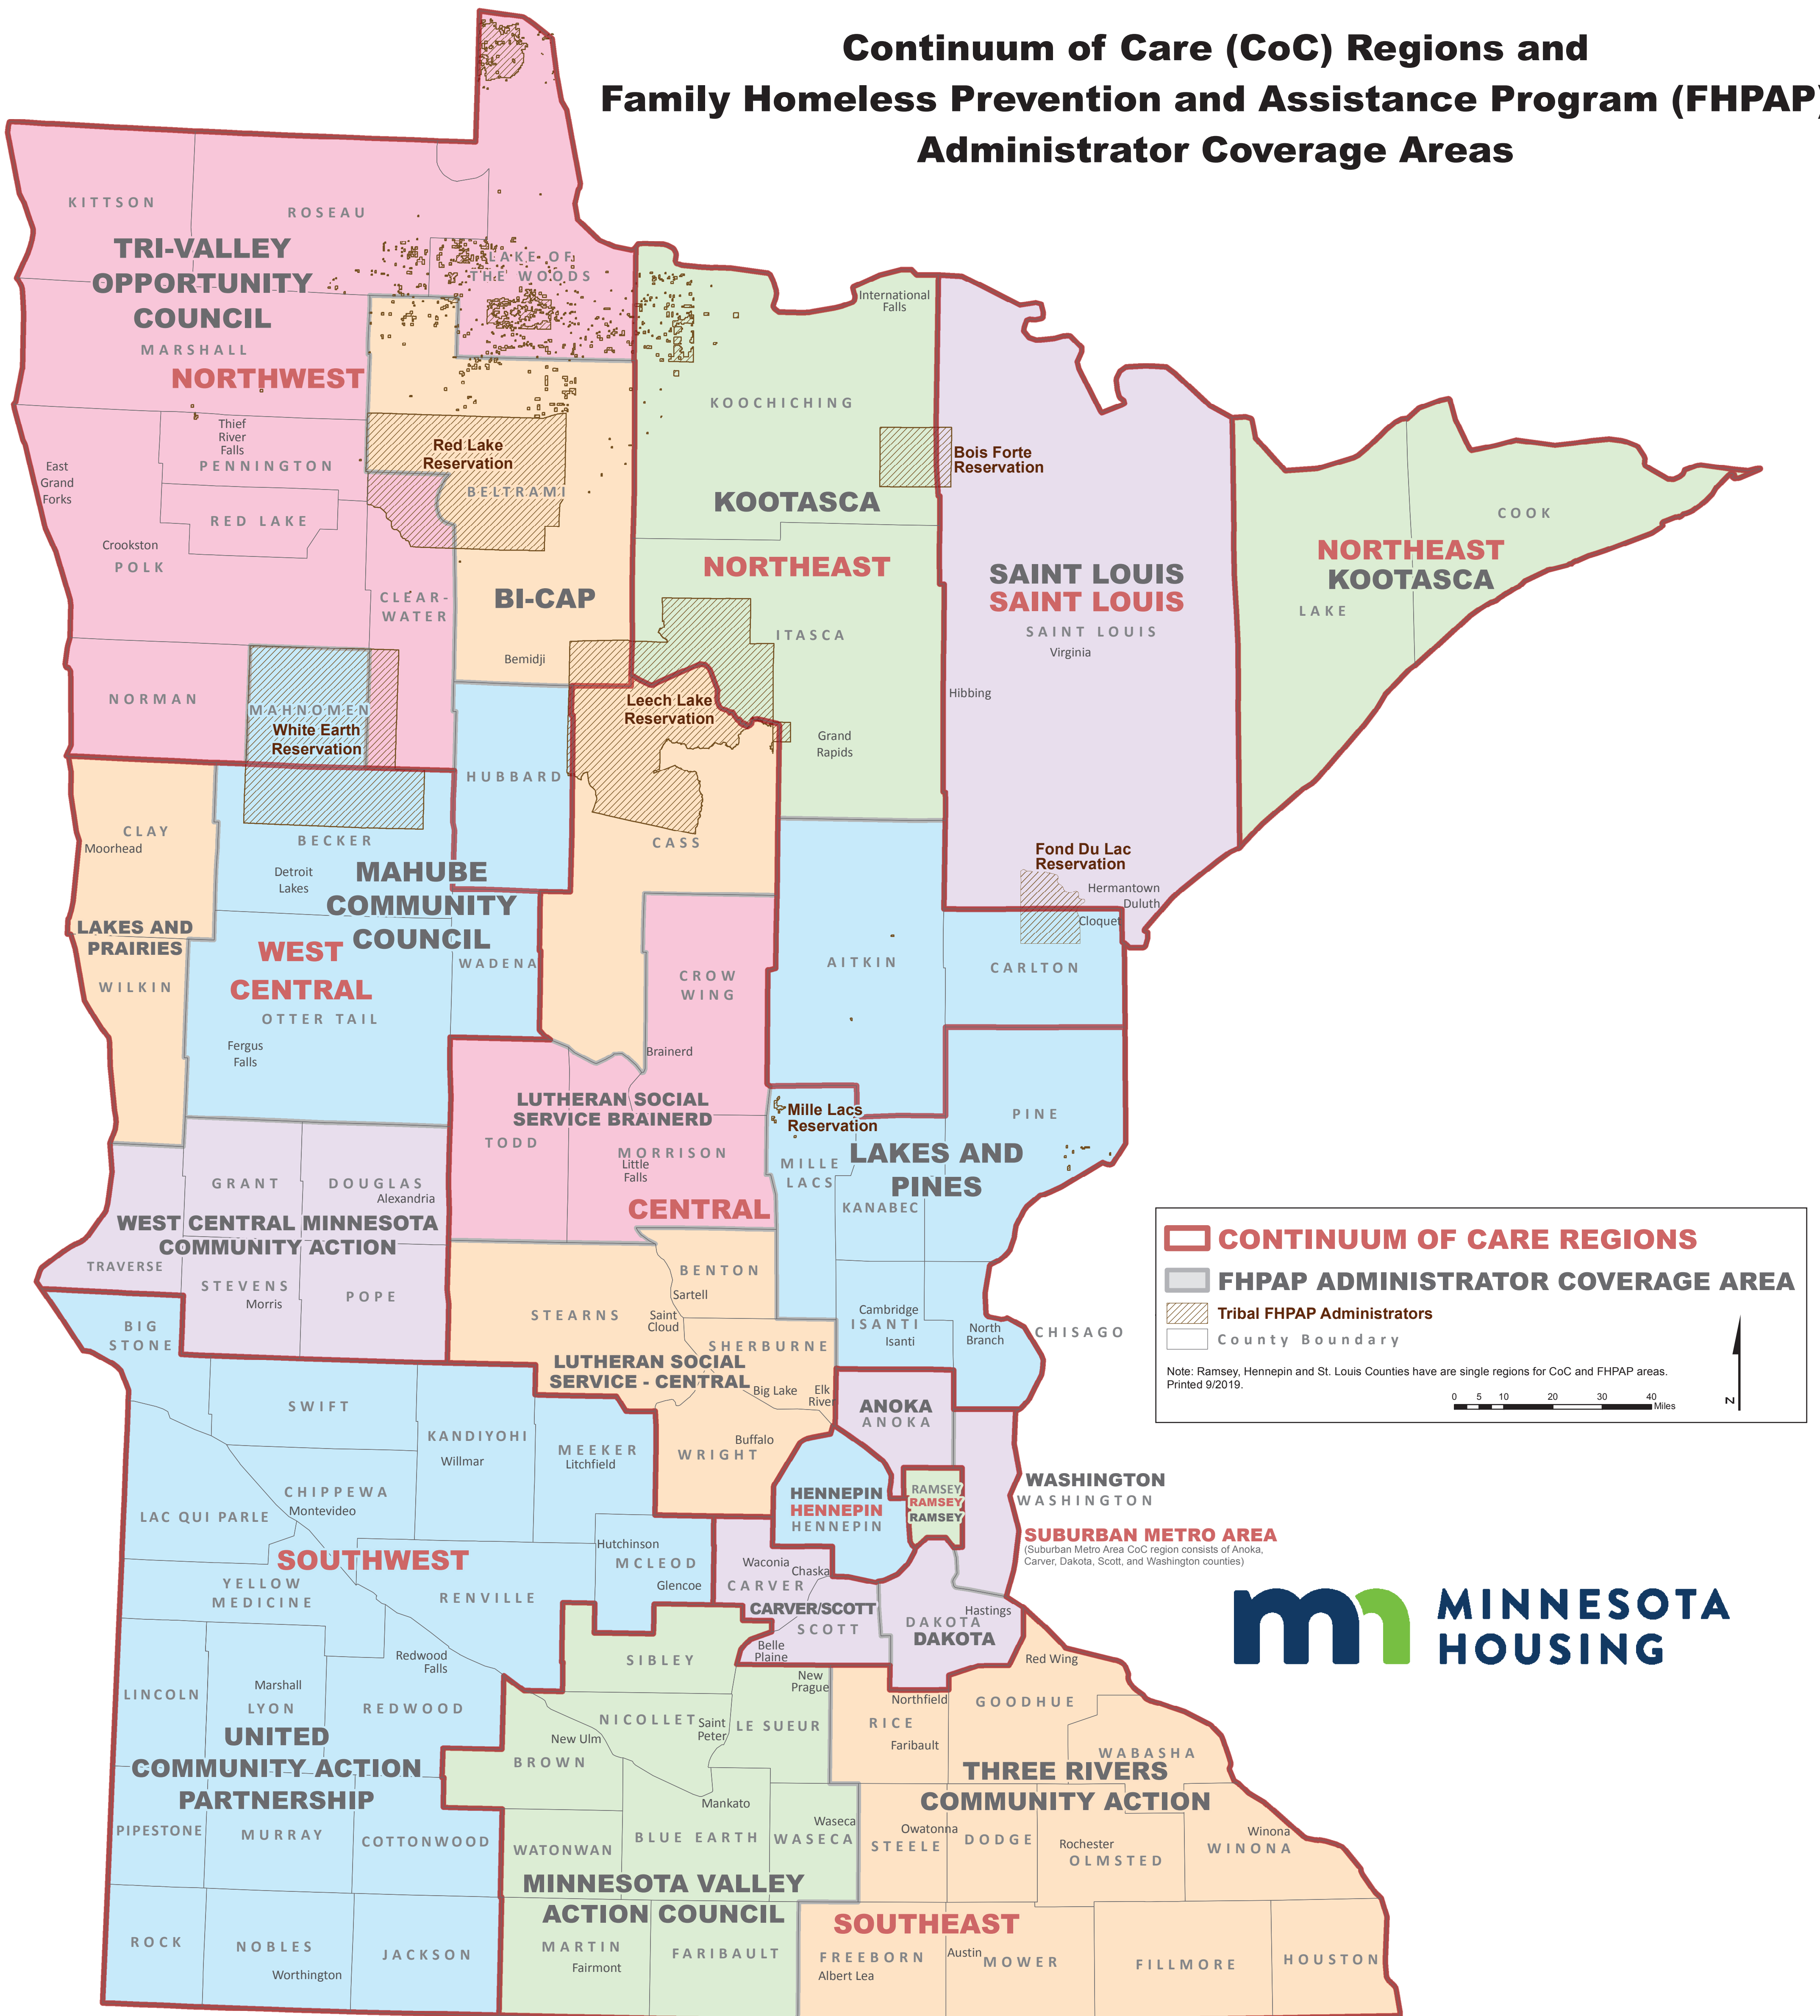 Continuum of Care (CoC) Regions and
Family Homeless Prevention and Assistance Program (FHPAP)
Administrator Coverage Areas
KITTSON
ROSEAU
TRI-VALLEY
OPPORTUNITY
COUNCIL
LAKE OF
THE WOODS
MARSHALL
NORTHWEST
International
Falls
KOOCHICHING
Thief
River
Falls
PENNINGTON
East
Grand
Forks
Red Lake
Reservation
BELTRAMI
Bois Forte
Reservation
KOOTASCA
RED LAKE
Crookston
POLK
NORTHEAST
COOK
NORTHEAST
KOOTASCA
LAKE
SAINT LOUIS
SAINT LOUIS
SAINT LOUIS
Virginia
CLEAR-
WATER
BI-CAP
ITASCA
Bemidji
Hibbing
NORMAN
MAHNOMEN
White Earth
Reservation
Leech Lake
Reservation
Grand
Rapids
HUBBARD
CLAY
Moorhead
BECKER
Detroit
Lakes
CASS
MAHUBE
COMMUNITY
COUNCIL
Fond Du Lac
Reservation
Hermantown
Duluth
Cloquet
LAKES AND
PRAIRIES
WEST
CENTRAL
WADENA
WILKIN
OTTER TAIL
CROW
WING
AITKIN
CARLTON
Fergus
Falls
Brainerd
LUTHERAN SOCIAL
SERVICE BRAINERD
Mille Lacs
Reservation
PINE
TODD
MORRISON
Little
Falls
MILLE
LACS
LAKES AND
PINES
KANABEC
CENTRAL
GRANT
DOUGLAS
Alexandria
WEST CENTRAL MINNESOTA
COMMUNITY ACTION
TRAVERSE
STEVENS
Morris
POPE
BENTON
Sartell
STEARNS
Saint
Cloud
SHERBURNE
Cambridge
ISANTI
Isanti
North
Branch
CHISAGO
CONTINUUM OF CARE REGIONS
FHPAP ADMINISTRATOR COVERAGE AREA
Tribal FHPAP Administrators
County Boundary
Note: Ramsey, Hennepin and St. Louis Counties have are single regions for CoC and FHPAP areas.
Printed 9/2019.
0 5 10 20 30 40
Miles
N
BIG
STONE
LUTHERAN SOCIAL
SERVICE - CENTRAL
Big Lake
Elk
River
SWIFT
KANDIYOHI
Willmar
MEEKER
Litchfield
Buffalo
WRIGHT
ANOKA
ANOKA
CHIPPEWA
Montevideo
LAC QUI PARLE
HENNEPIN
HENNEPIN
HENNEPIN
RAMSEY
RAMSEY
RAMSEY
WASHINGTON
WASHINGTON
SUBURBAN METRO AREA
(Suburban Metro Area CoC region consists of Anoka,
Carver, Dakota, Scott, and Washington counties)
SOUTHWEST
Hutchinson
MCLEOD
Glencoe
YELLOW
MEDICINE
RENVILLE
Waconia
Chaska
CARVER
CARVER/SCOTT
SCOTT
Belle
Plaine
Hastings
DAKOTA
DAKOTA
MINNESOTA
HOUSING
Redwood
Falls
SIBLEY
New
Prague
Red Wing
LINCOLN
Marshall
LYON
REDWOOD
NICOLLET
Saint
Peter
LE SUEUR
Northfield
RICE
Faribault
GOODHUE
New Ulm
BROWN
WABASHA
UNITED
COMMUNITY ACTION
PARTNERSHIP
THREE RIVERS
COMMUNITY ACTION
Mankato
PIPESTONE
MURRAY
COTTONWOOD
WATONWAN
BLUE EARTH
Waseca
WASECA
Owatonna
STEELE
DODGE
Rochester
OLMSTED
Winona
WINONA
MINNESOTA VALLEY
ACTION COUNCIL
SOUTHEAST
ROCK
NOBLES
Worthington
JACKSON
MARTIN
Fairmont
FARIBAULT
FREEBORN
Albert Lea
Austin
MOWER
FILLMORE
HOUSTON